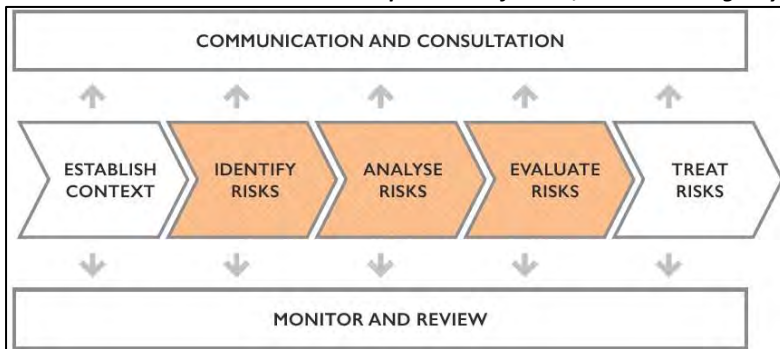 COMMUNICATION AND CONSULTATION
ESTABLISH
CONTEXT
IDENTIFY
RISKS
ANALYSE
RISKS
EVALUATE
RISKS
TREAT
RISKS
MONITOR AND REVIEW